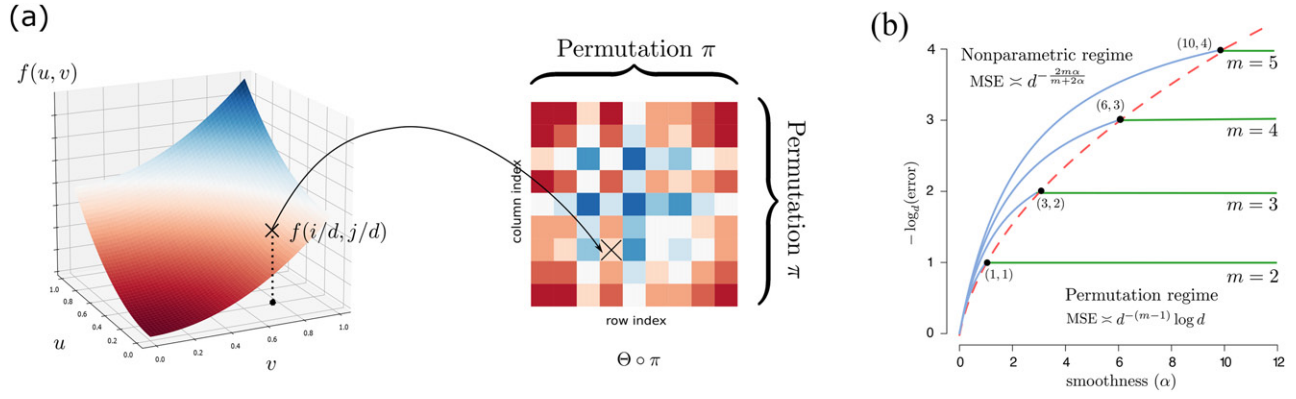 (a)
f(u, v)
1.0
0.8
0.6
0.4
0.2
0.0
u
0.0
0.2
0.4
0.6
0.8
1.0
v
f(i/d, j/d)
Permutation π
column index
row index
Permutation π
Θ ∘ π
(b)
− log_d(error)
4
3
2
1
0
0 2 4 6 8 10 12
smoothness (α)
Nonparametric regime
MSE ≍ d^{−\frac{2mα}{m+2α}}
(10, 4)
m = 5
(6, 3)
m = 4
(3, 2)
m = 3
(1, 1)
m = 2
Permutation regime
MSE ≍ d^{−(m−1)} log d